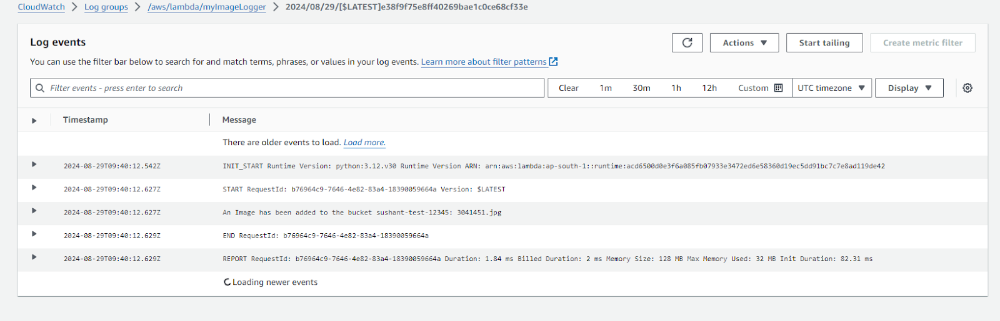 CloudWatch > Log groups > /aws/lambda/myImageLogger > 2024/08/29/[$LATEST]e38f9f75e8ff40269bae1c0ce68cf33e
Log events
Actions
Start tailing
Create metric filter
You can use the filter bar below to search for and match terms, phrases, or values in your log events. Learn more about filter patterns
Filter events - press enter to search
Clear 1m 30m 1h 12h Custom UTC timezone Display
Timestamp Message
There are older events to load. Load more.
2024-08-29T09:40:12.542Z INIT_START Runtime Version: python:3.12.v30 Runtime Version ARN: arn:aws:lambda:ap-south-1::runtime:acd6500d0e3f6a085fb07933e3472ed6e58360d19ec5dd91bc7c7e8ad119de42
2024-08-29T09:40:12.627Z START RequestId: b76964c9-7646-4e82-83a4-18390059664a Version: $LATEST
2024-08-29T09:40:12.627Z An Image has been added to the bucket sushant-test-12345: 3041451.jpg
2024-08-29T09:40:12.629Z END RequestId: b76964c9-7646-4e82-83a4-18390059664a
2024-08-29T09:40:12.629Z REPORT RequestId: b76964c9-7646-4e82-83a4-18390059664a Duration: 1.84 ms Billed Duration: 2 ms Memory Size: 128 MB Max Memory Used: 32 MB Init Duration: 82.31 ms
Loading newer events